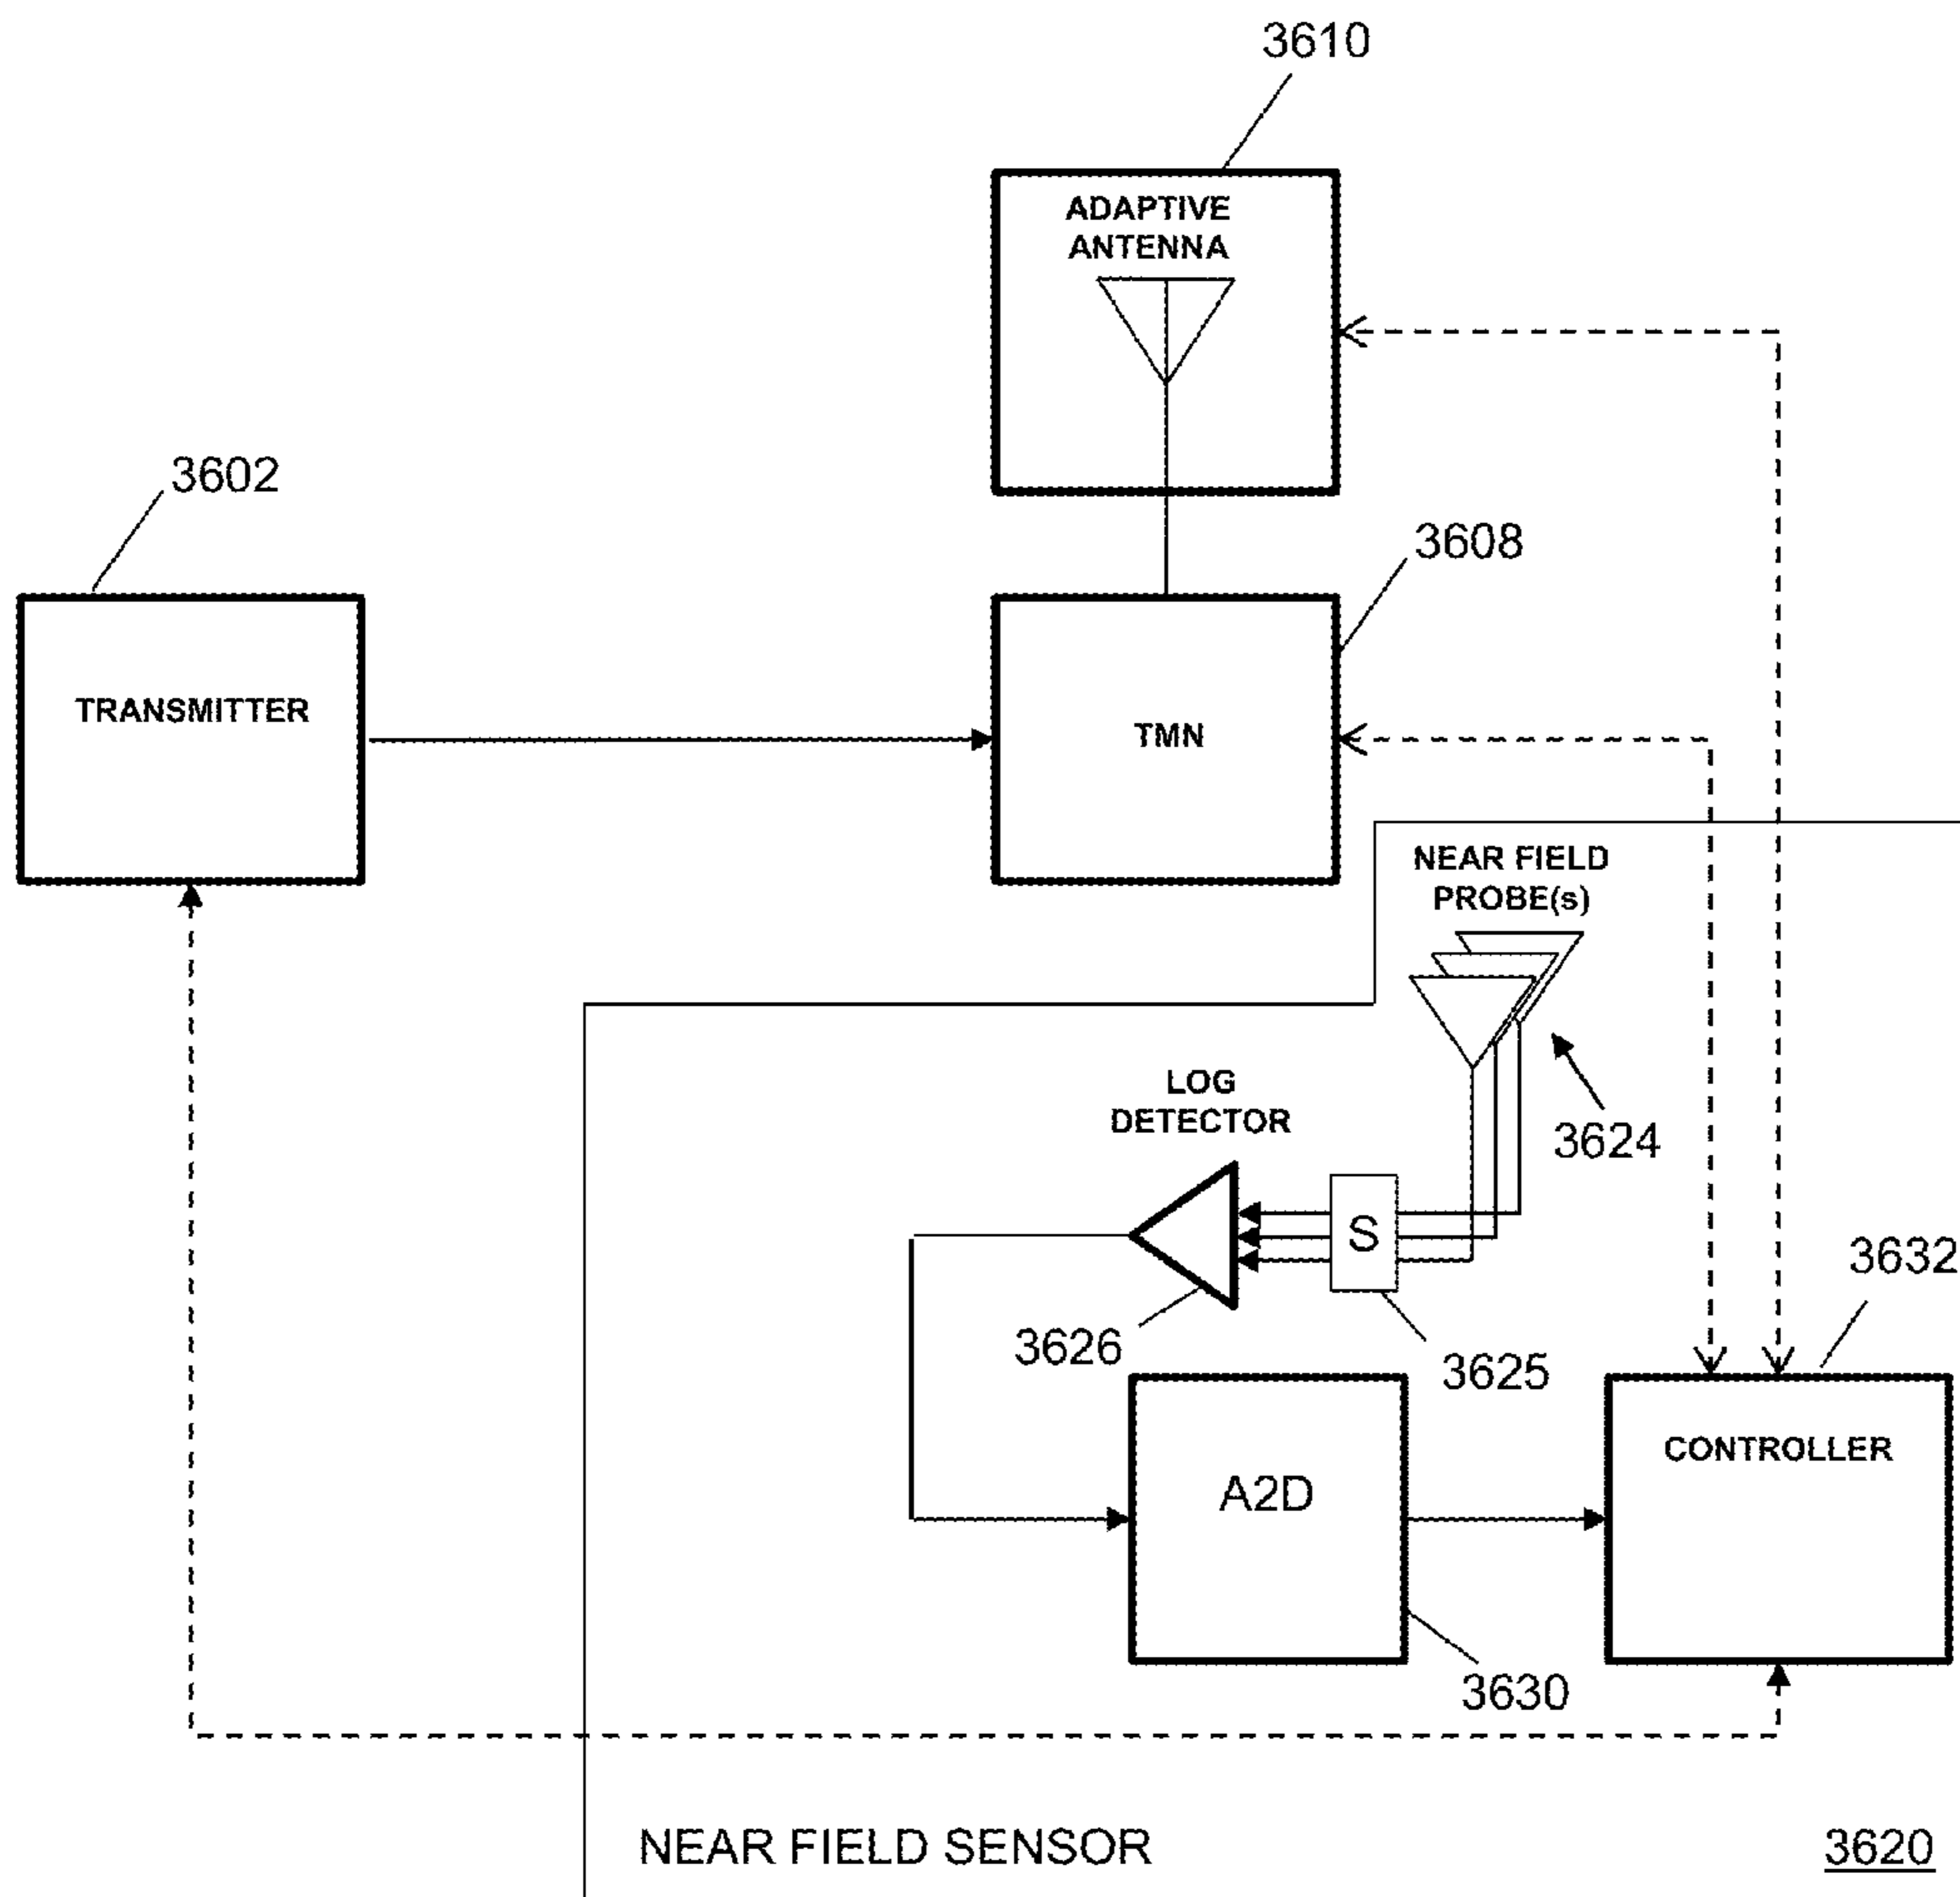 3610
ADAPTIVE
ANTENNA
3602
3608
TRANSMITTER
TMN
NEAR FIELD
PROBE(s)
LOG
DETECTOR
3624
S
3632
3626
3625
CONTROLLER
A2D
3630
NEAR FIELD SENSOR
3620